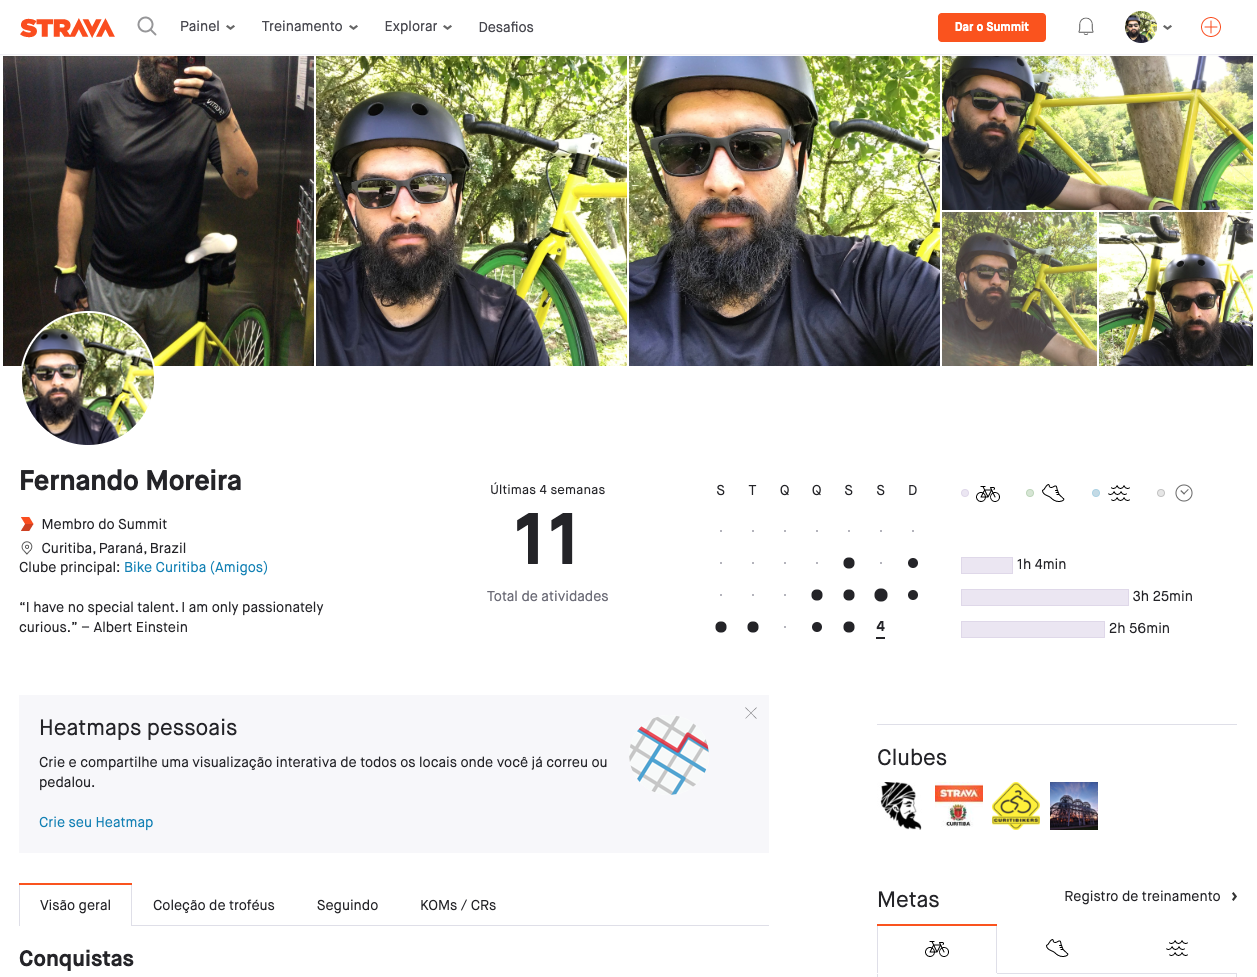 STRAVA
Painel
Treinamento
Explorar
Desafios
Dar o Summit
Fernando Moreira
Membro do Summit
Curitiba, Paraná, Brazil
Clube principal: Bike Curitiba (Amigos)
“I have no special talent. I am only passionately
curious.” – Albert Einstein
Últimas 4 semanas
11
Total de atividades
S T Q Q S S D
1h 4min
3h 25min
4
2h 56min
Heatmaps pessoais
Crie e compartilhe uma visualização interativa de todos os locais onde você já correu ou
pedalou.
Crie seu Heatmap
Clubes
STRAVA
CURITIBA
CURITIBIKERS
Visão geral
Coleção de troféus
Seguindo
KOMs / CRs
Conquistas
Metas
Registro de treinamento